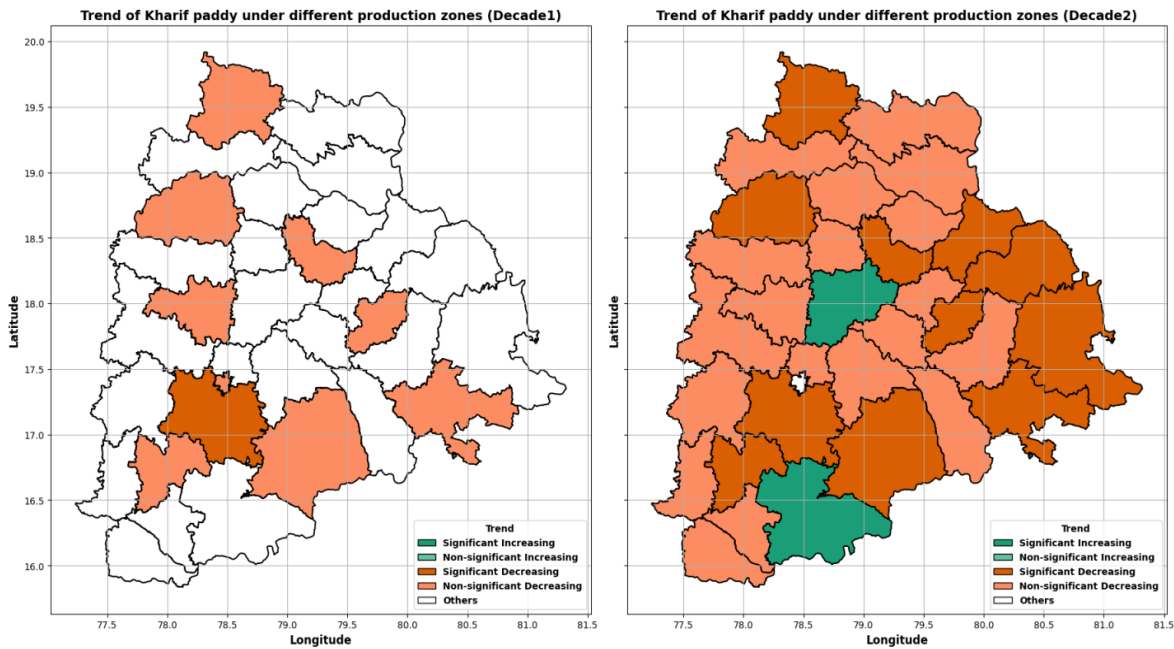 Trend of Kharif paddy under different production zones (Decade1)
20.0
19.5
19.0
18.5
18.0
17.5
17.0
16.5
16.0
Latitude
77.5 78.0 78.5 79.0 79.5 80.0 80.5 81.0 81.5
Longitude
Trend
Significant Increasing
Non-significant Increasing
Significant Decreasing
Non-significant Decreasing
Others
Trend of Kharif paddy under different production zones (Decade2)
Latitude
77.5 78.0 78.5 79.0 79.5 80.0 80.5 81.0 81.5
Longitude
Trend
Significant Increasing
Non-significant Increasing
Significant Decreasing
Non-significant Decreasing
Others